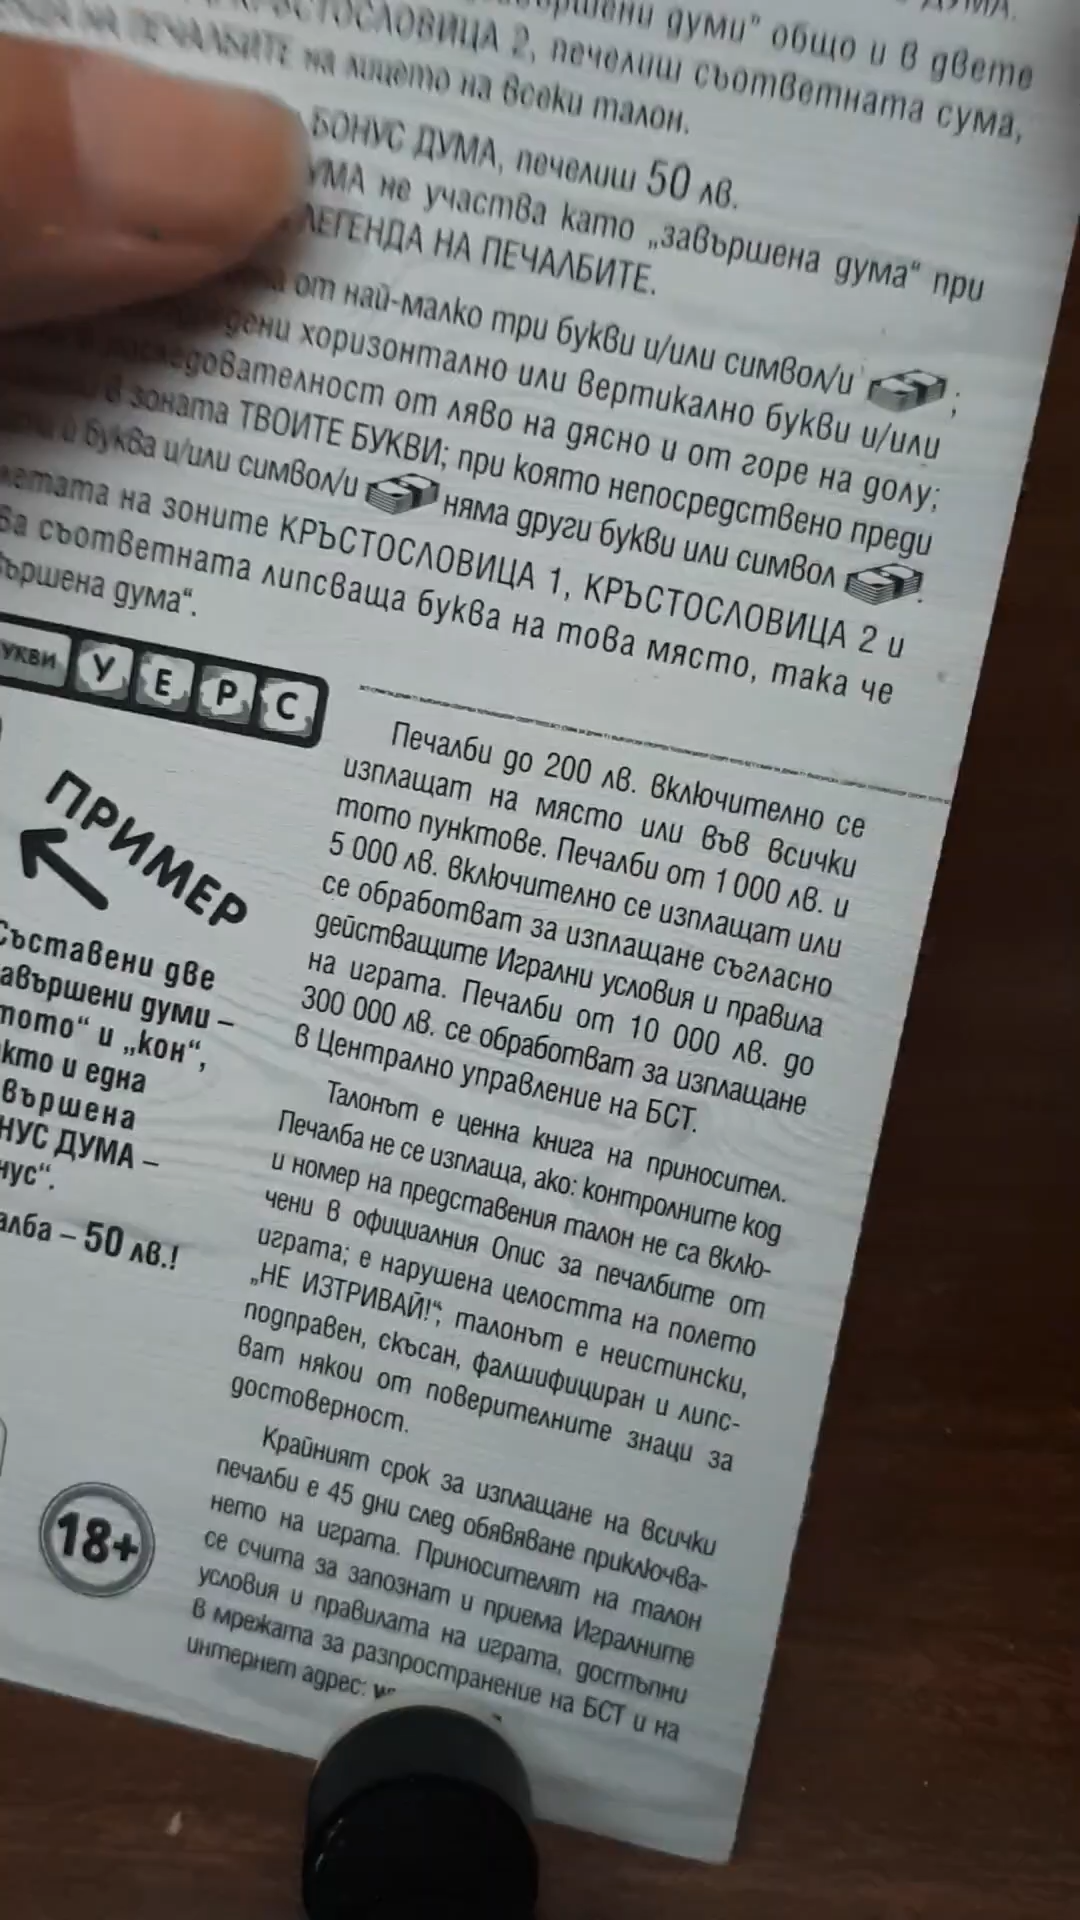 ДУМА.
думи" общо и в двете
КРЪСТОСЛОВИЦА 2, печелиш съответната сума,
НА ПЕЧАЛБИТЕ на лицето на всеки талон.
БОНУС ДУМА, печелиш 50 лв.
не участва като „завършена дума“ при
ЛЕГЕНДА НА ПЕЧАЛБИТЕ.
от най-малко три букви и/или символ/и ;
хоризонтално или вертикално букви и/или
последователност от ляво на дясно и от горе на долу;
в зоната ТВОИТЕ БУКВИ; при която непосредствено преди
буква и/или символ/и няма други букви или символ .
на зоните КРЪСТОСЛОВИЦА 1, КРЪСТОСЛОВИЦА 2 и
съответната липсваща буква на това място, така че
дума“.
УКВИ У Е Р С
ПРИМЕР
Съставени две
авършени думи –
тото“ и „кон“,
кто и една
вършена
НУС ДУМА –
нус“.
алба – 50 лв.!
18+
Печалби до 200 лв. включително се
изплащат на място или във всички
тото пунктове. Печалби от 1 000 лв. и
5 000 лв. включително се изплащат или
се обработват за изплащане съгласно
действащите Игрални условия и правила
на играта. Печалби от 10 000 лв. до
300 000 лв. се обработват за изплащане
в Централно управление на БСТ.
Талонът е ценна книга на приносител.
Печалба не се изплаща, ако: контролните код
и номер на представения талон не са вклю-
чени в официалния Опис за печалбите от
играта; е нарушена целостта на полето
„НЕ ИЗТРИВАЙ!“; талонът е неистински,
подправен, скъсан, фалшифициран и липс-
ват някои от поверителните знаци за
достоверност.
Крайният срок за изплащане на всички
печалби е 45 дни след обявяване приключва-
нето на играта. Приносителят на талон
се счита за запознат и приема Игралните
условия и правилата на играта, достъпни
в мрежата за разпространение на БСТ и на
интернет адрес: